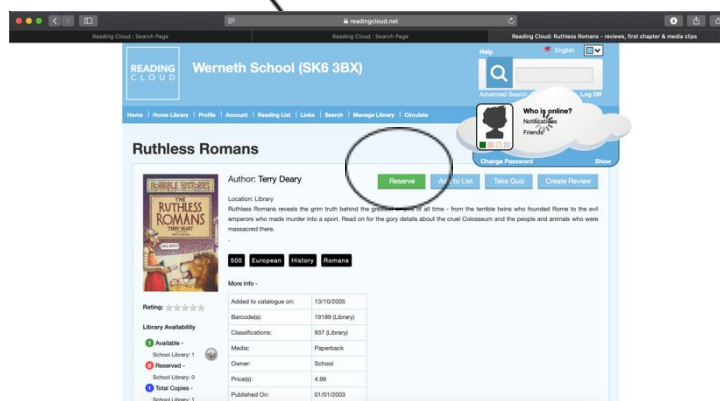 readingcloud.net
Reading Cloud : Search Page
Reading Cloud : Search Page
Reading Cloud: Ruthless Romans - reviews, first chapter & media clips
READING
CLOUD
Werneth School (SK6 3BX)
Help
English
Advanced Search
Log Off
Home | Home Library | Profile | Account | Reading List | Links | Search | Manage Library | Circulate
Who is online?
Notifications
Friends
Change Password
Show
Ruthless Romans
HORRIBLE HISTORIES
THE
RUTHLESS
ROMANS
TERRY DEARY
Author: Terry Deary
Reserve
Add to List
Take Quiz
Create Review
Location: Library
Ruthless Romans reveals the grim truth behind the greatest empire of all time - from the terrible twins who founded Rome to the evil
emperors who made murder into a sport. Read on for the gory details about the cruel Colosseum and the people and animals who were
massacred there.
-
500 European History Romans
More Info -
Added to catalogue on: 13/10/2005
Barcode(s): 19189 (Library)
Classifications: 937 (Library)
Media: Paperback
Owner: School
Price(s): 4.99
Published On: 01/01/2003
Rating:
Library Availability
1 Available -
School Library: 1
0 Reserved -
School Library: 0
1 Total Copies -
School Library: 1